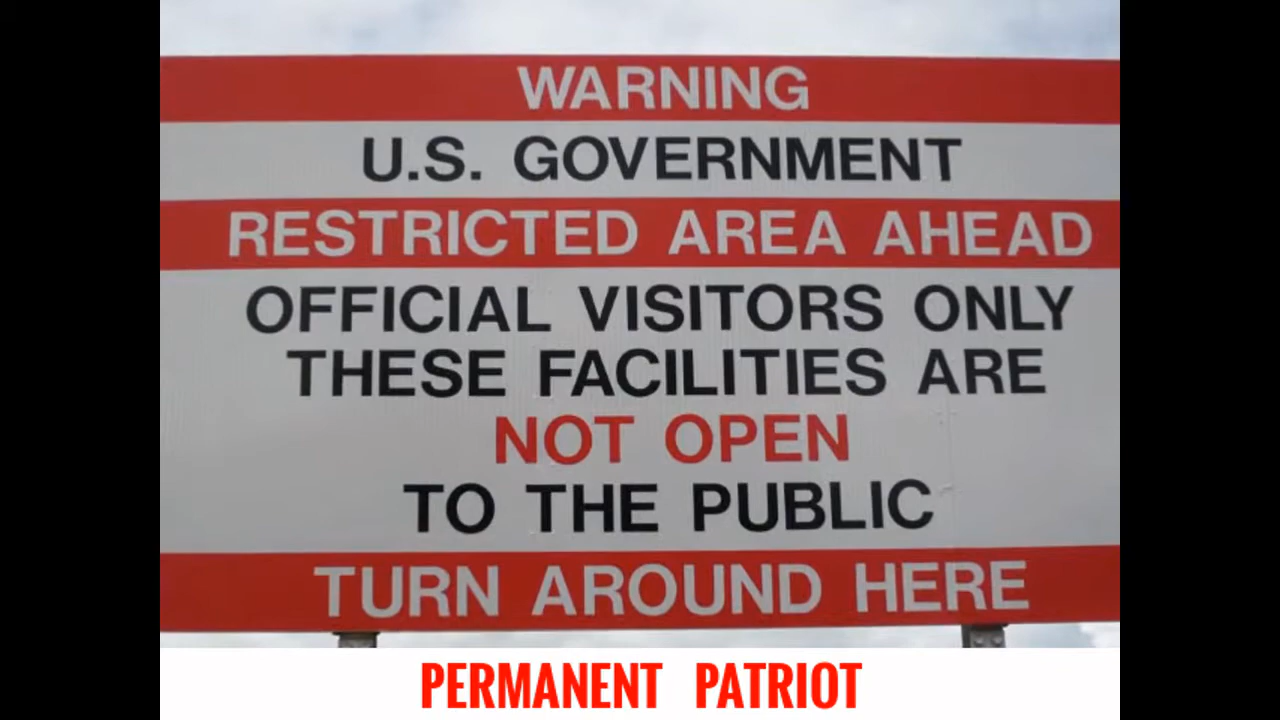 WARNING
U.S. GOVERNMENT
RESTRICTED AREA AHEAD
OFFICIAL VISITORS ONLY
THESE FACILITIES ARE
NOT OPEN
TO THE PUBLIC
TURN AROUND HERE
PERMANENT PATRIOT